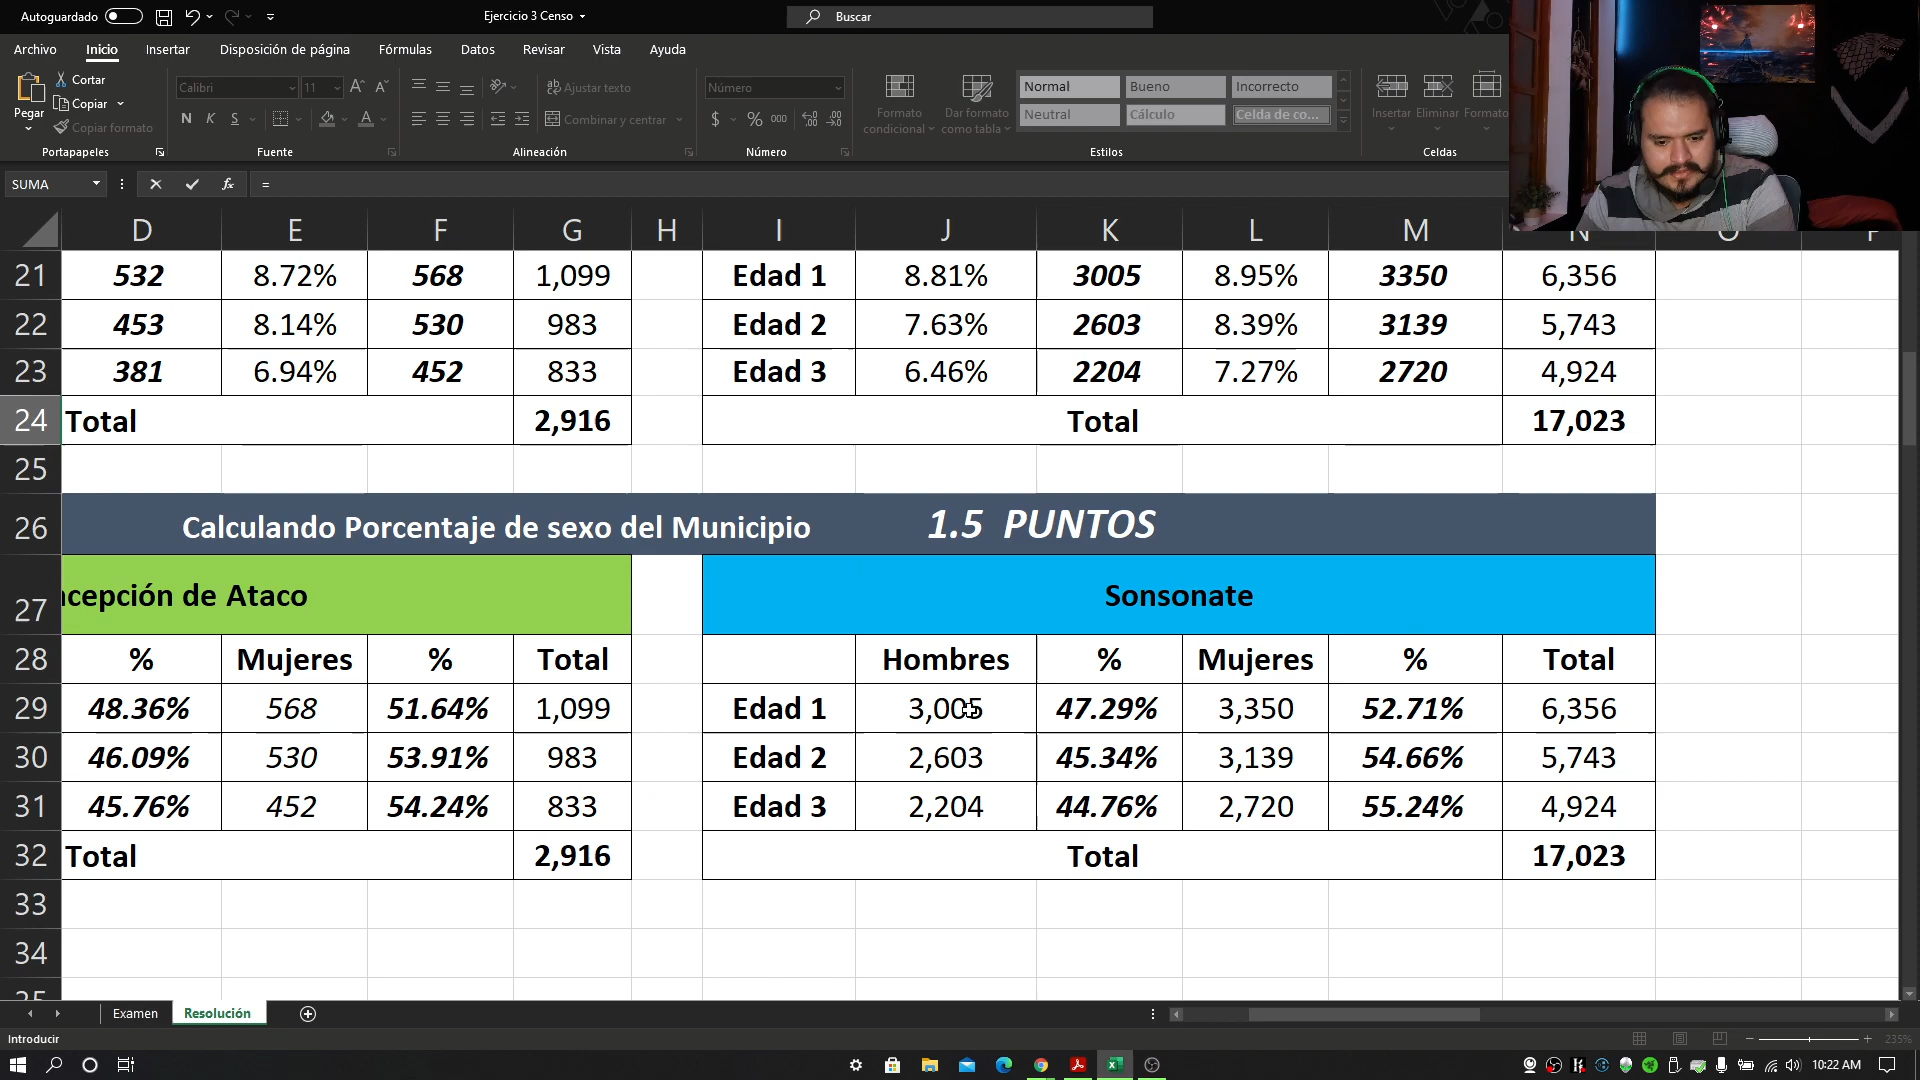 Autoguardado
Ejercicio 3 Censo
Buscar
Archivo Inicio Insertar Disposición de página Fórmulas Datos Revisar Vista Ayuda
Pegar
Cortar
Copiar
Copiar formato
Portapapeles
Calibri 11
N K S
Fuente
Ajustar texto
Combinar y centrar
Alineación
Número
$ % 000
Número
Formato condicional
Dar formato como tabla
Normal Bueno Incorrecto
Neutral Cálculo Celda de co...
Estilos
Insertar Eliminar Formato
Celdas
SUMA fx =
D E F G H I J K L M N O
21 532 8.72% 568 1,099 Edad 1 8.81% 3005 8.95% 3350 6,356
22 453 8.14% 530 983 Edad 2 7.63% 2603 8.39% 3139 5,743
23 381 6.94% 452 833 Edad 3 6.46% 2204 7.27% 2720 4,924
24 Total 2,916 Total 17,023
25
26 Calculando Porcentaje de sexo del Municipio 1.5 PUNTOS
27 ncepción de Ataco Sonsonate
28 % Mujeres % Total Hombres % Mujeres % Total
29 48.36% 568 51.64% 1,099 Edad 1 3,005 47.29% 3,350 52.71% 6,356
30 46.09% 530 53.91% 983 Edad 2 2,603 45.34% 3,139 54.66% 5,743
31 45.76% 452 54.24% 833 Edad 3 2,204 44.76% 2,720 55.24% 4,924
32 Total 2,916 Total 17,023
33
34
35
Examen Resolución
Introducir
235%
10:22 AM